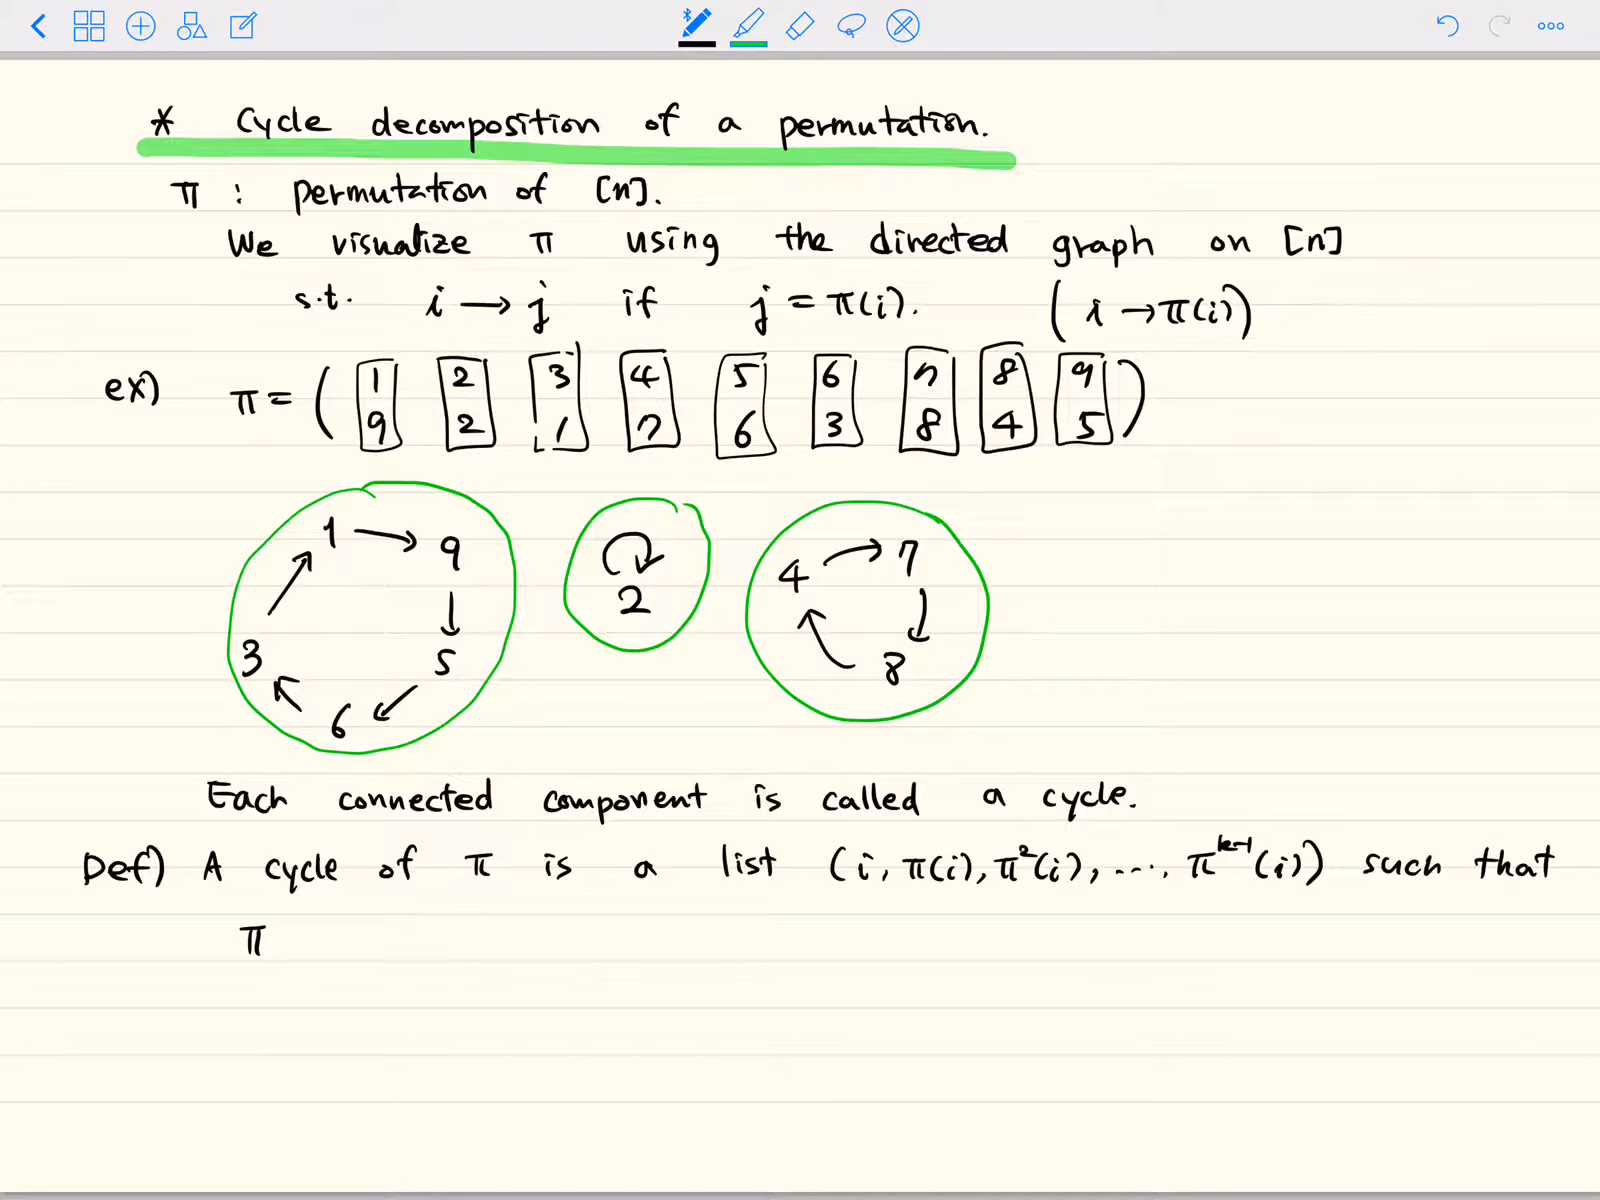 * Cycle decomposition of a permutation.
π : permutation of [n].
We visualize π using the directed graph on [n]
s.t. i → j if j = π(i). (i → π(i))
ex) π = ( 1 2 3 4 5 6 7 8 9
9 2 1 7 6 3 8 4 5 )
1 → 9 2 4 → 7
3 5 8
6
Each connected component is called a cycle.
Def) A cycle of π is a list (i, π(i), π²(i), ..., πᵏ⁻¹(i)) such that
π